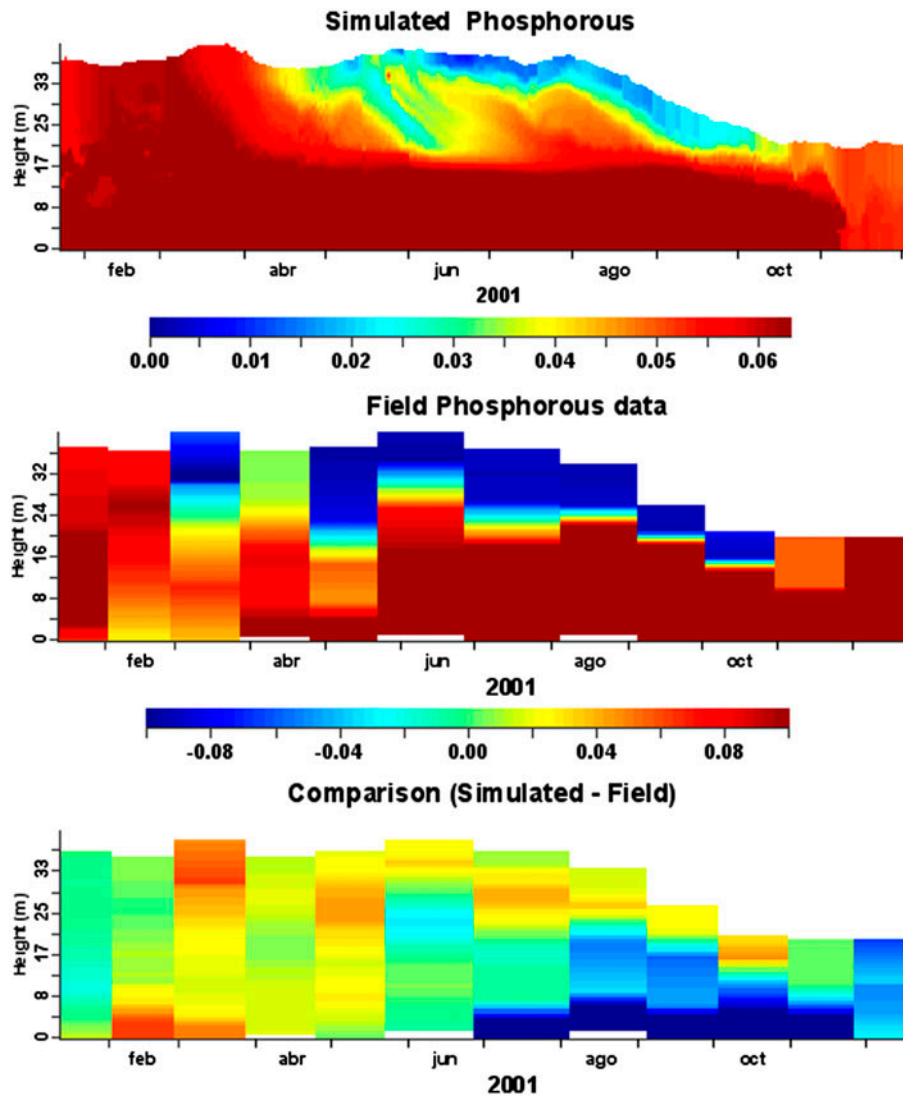 Simulated Phosphorous
Height (m)
33
25
17
8
0
feb abr jun ago oct
2001
0.00 0.01 0.02 0.03 0.04 0.05 0.06
Field Phosphorous data
Height (m)
32
24
16
8
0
feb abr jun ago oct
2001
-0.08 -0.04 0.00 0.04 0.08
Comparison (Simulated - Field)
Height (m)
33
25
17
8
0
feb abr jun ago oct
2001